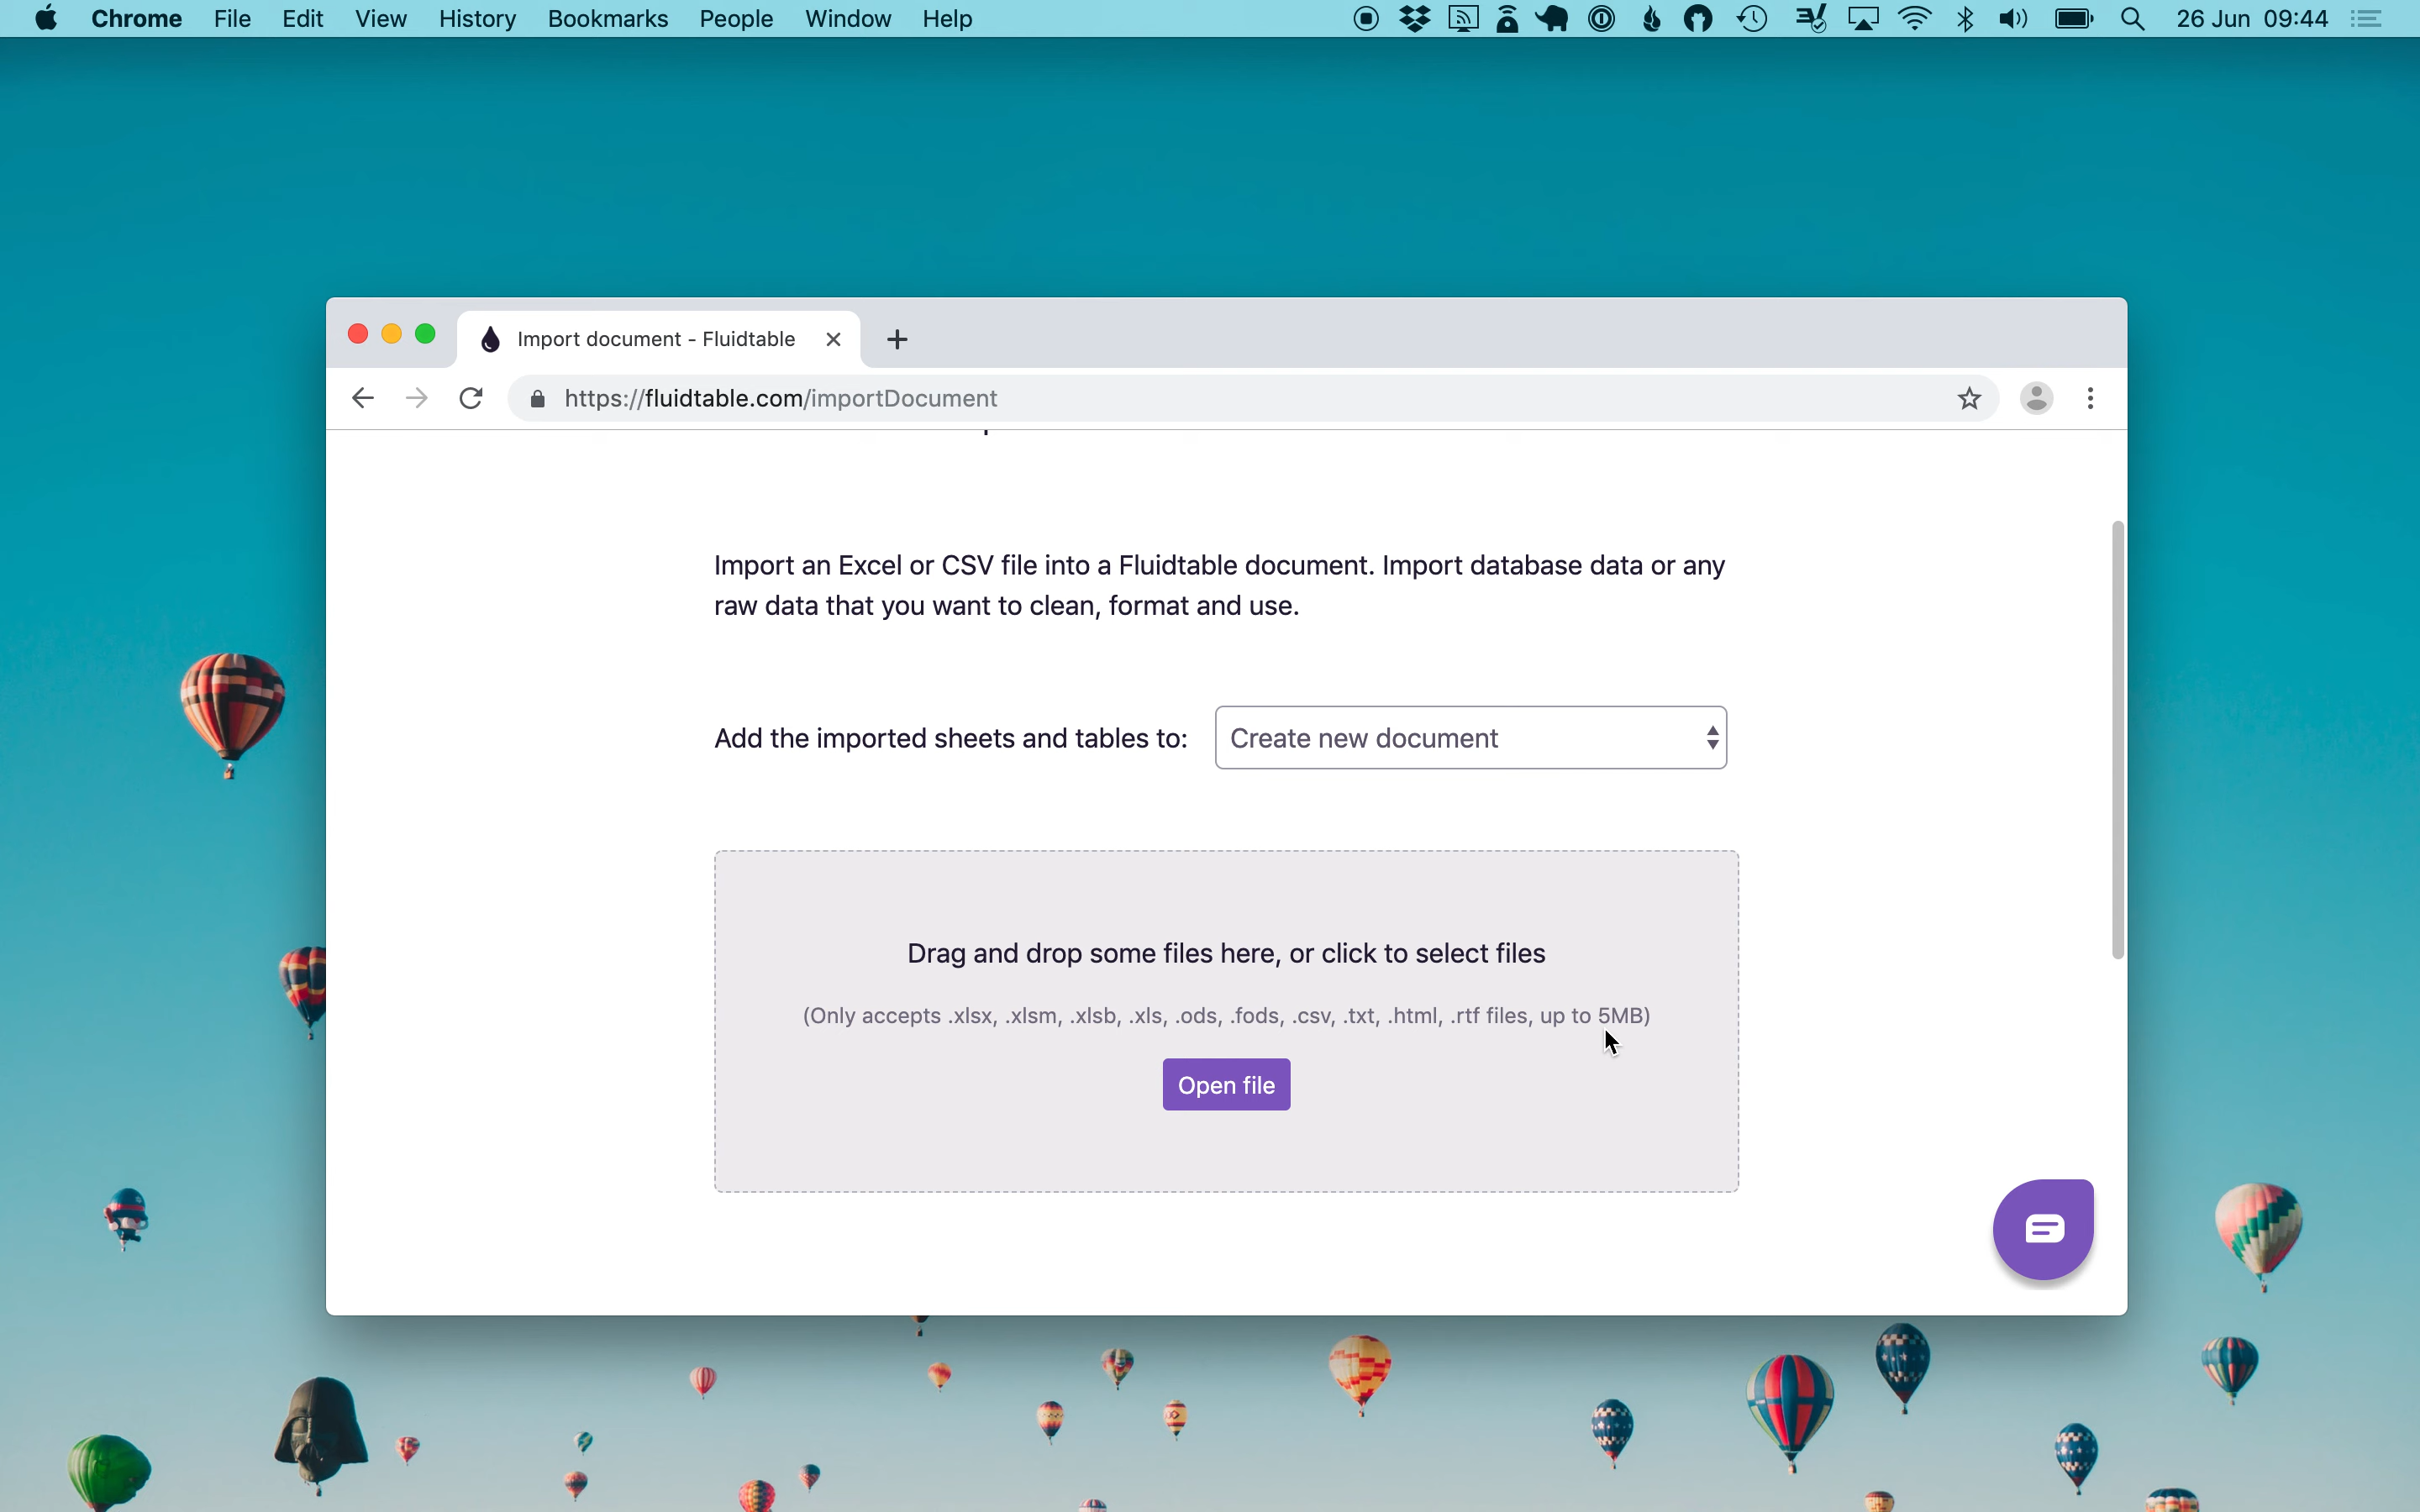 Chrome File Edit View History Bookmarks People Window Help 26 Jun 09:44
Import document - Fluidtable
https://fluidtable.com/importDocument
Import an Excel or CSV file into a Fluidtable document. Import database data or any
raw data that you want to clean, format and use.
Add the imported sheets and tables to: Create new document
Drag and drop some files here, or click to select files
(Only accepts .xlsx, .xlsm, .xlsb, .xls, .ods, .fods, .csv, .txt, .html, .rtf files, up to 5MB)
Open file